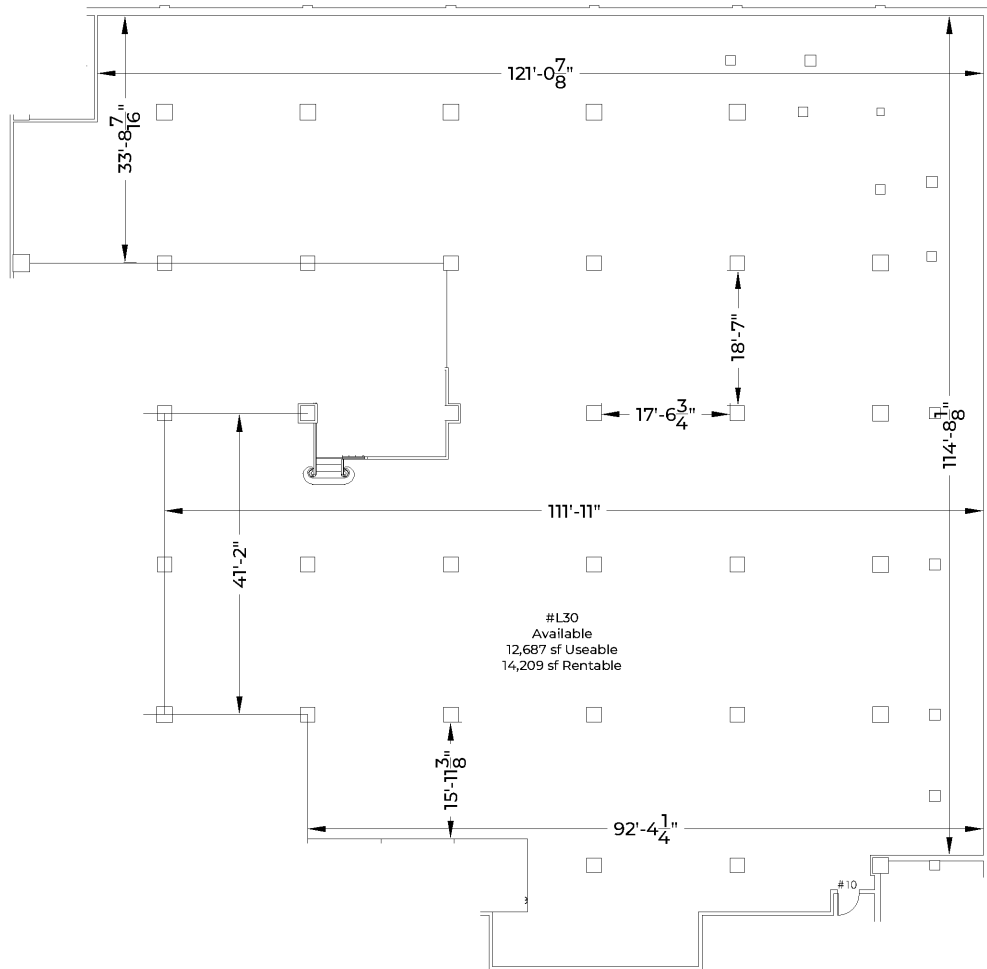 121'-0 7/8"
33'-8 7/16"
18'-7"
17'-6 3/4"
114'-8 1/8"
111'-11"
41'-2"
#L30
Available
12,687 sf Useable
14,209 sf Rentable
15'-11 3/8"
92'-4 1/4"
#10